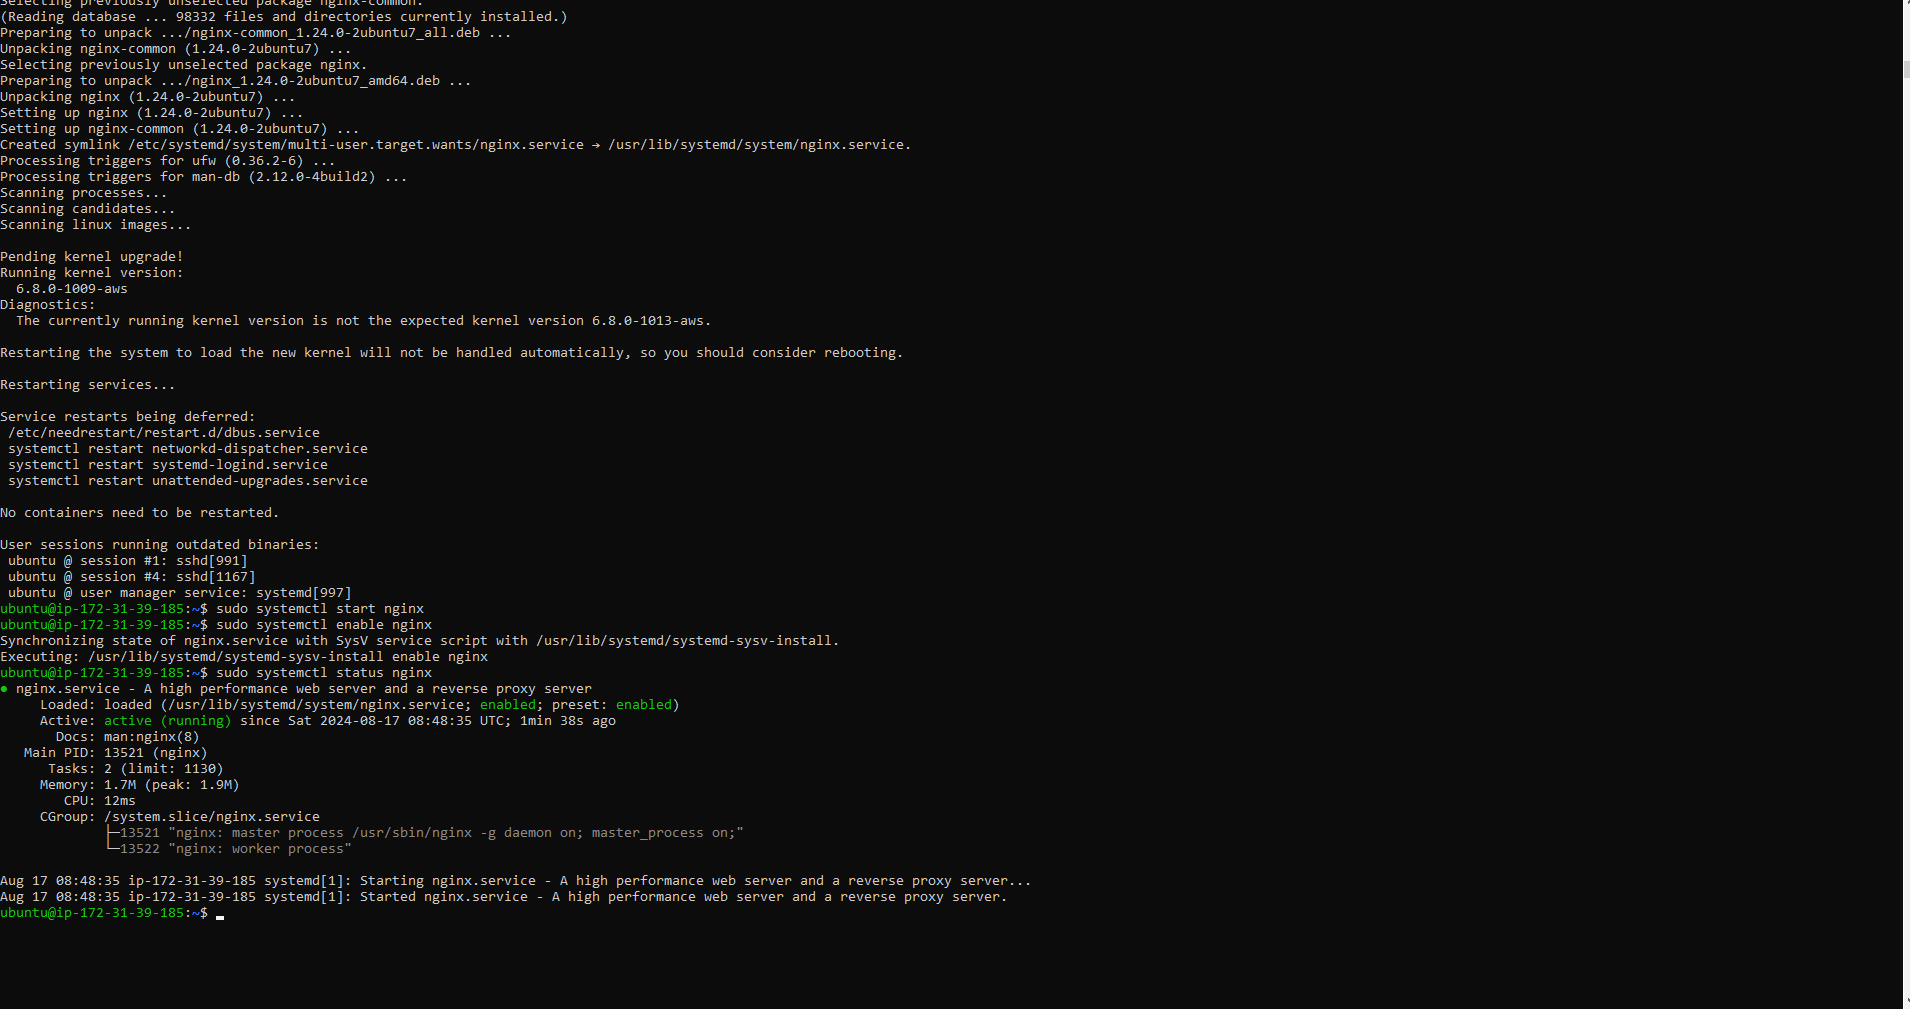 Selecting previously unselected package nginx-common.
(Reading database ... 98332 files and directories currently installed.)
Preparing to unpack .../nginx-common_1.24.0-2ubuntu7_all.deb ...
Unpacking nginx-common (1.24.0-2ubuntu7) ...
Selecting previously unselected package nginx.
Preparing to unpack .../nginx_1.24.0-2ubuntu7_amd64.deb ...
Unpacking nginx (1.24.0-2ubuntu7) ...
Setting up nginx (1.24.0-2ubuntu7) ...
Setting up nginx-common (1.24.0-2ubuntu7) ...
Created symlink /etc/systemd/system/multi-user.target.wants/nginx.service → /usr/lib/systemd/system/nginx.service.
Processing triggers for ufw (0.36.2-6) ...
Processing triggers for man-db (2.12.0-4build2) ...
Scanning processes...
Scanning candidates...
Scanning linux images...

Pending kernel upgrade!
Running kernel version:
  6.8.0-1009-aws
Diagnostics:
  The currently running kernel version is not the expected kernel version 6.8.0-1013-aws.

Restarting the system to load the new kernel will not be handled automatically, so you should consider rebooting.

Restarting services...

Service restarts being deferred:
 /etc/needrestart/restart.d/dbus.service
 systemctl restart networkd-dispatcher.service
 systemctl restart systemd-logind.service
 systemctl restart unattended-upgrades.service

No containers need to be restarted.

User sessions running outdated binaries:
 ubuntu @ session #1: sshd[991]
 ubuntu @ session #4: sshd[1167]
 ubuntu @ user manager service: systemd[997]
ubuntu@ip-172-31-39-185:~$ sudo systemctl start nginx
ubuntu@ip-172-31-39-185:~$ sudo systemctl enable nginx
Synchronizing state of nginx.service with SysV service script with /usr/lib/systemd/systemd-sysv-install.
Executing: /usr/lib/systemd/systemd-sysv-install enable nginx
ubuntu@ip-172-31-39-185:~$ sudo systemctl status nginx
● nginx.service - A high performance web server and a reverse proxy server
     Loaded: loaded (/usr/lib/systemd/system/nginx.service; enabled; preset: enabled)
     Active: active (running) since Sat 2024-08-17 08:48:35 UTC; 1min 38s ago
       Docs: man:nginx(8)
   Main PID: 13521 (nginx)
      Tasks: 2 (limit: 1130)
     Memory: 1.7M (peak: 1.9M)
        CPU: 12ms
     CGroup: /system.slice/nginx.service
             ├─13521 "nginx: master process /usr/sbin/nginx -g daemon on; master_process on;"
             └─13522 "nginx: worker process"

Aug 17 08:48:35 ip-172-31-39-185 systemd[1]: Starting nginx.service - A high performance web server and a reverse proxy server...
Aug 17 08:48:35 ip-172-31-39-185 systemd[1]: Started nginx.service - A high performance web server and a reverse proxy server.
ubuntu@ip-172-31-39-185:~$